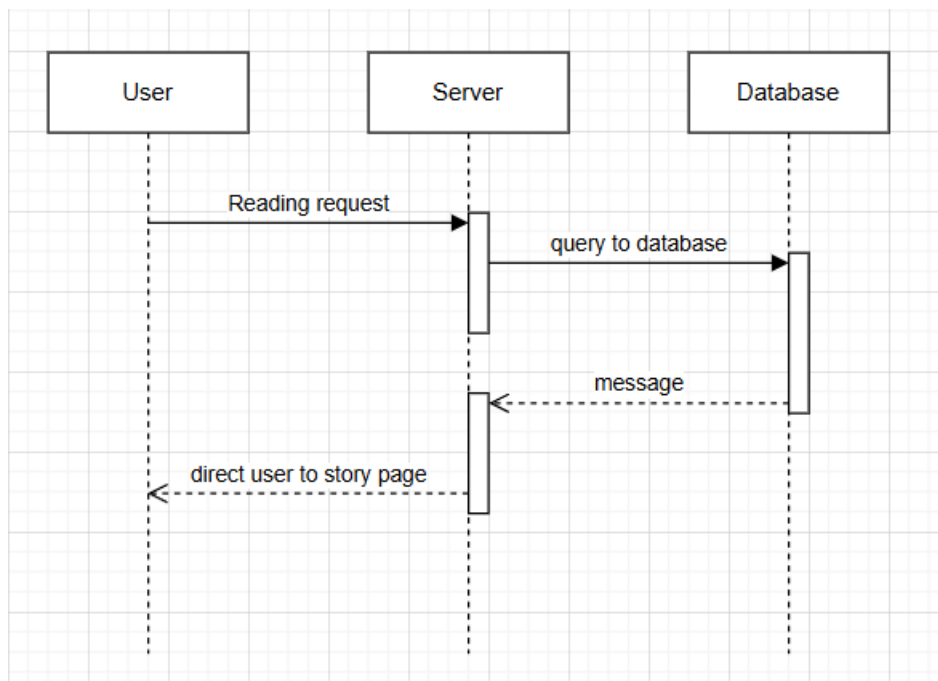 User
Server
Database
Reading request
query to database
message
direct user to story page